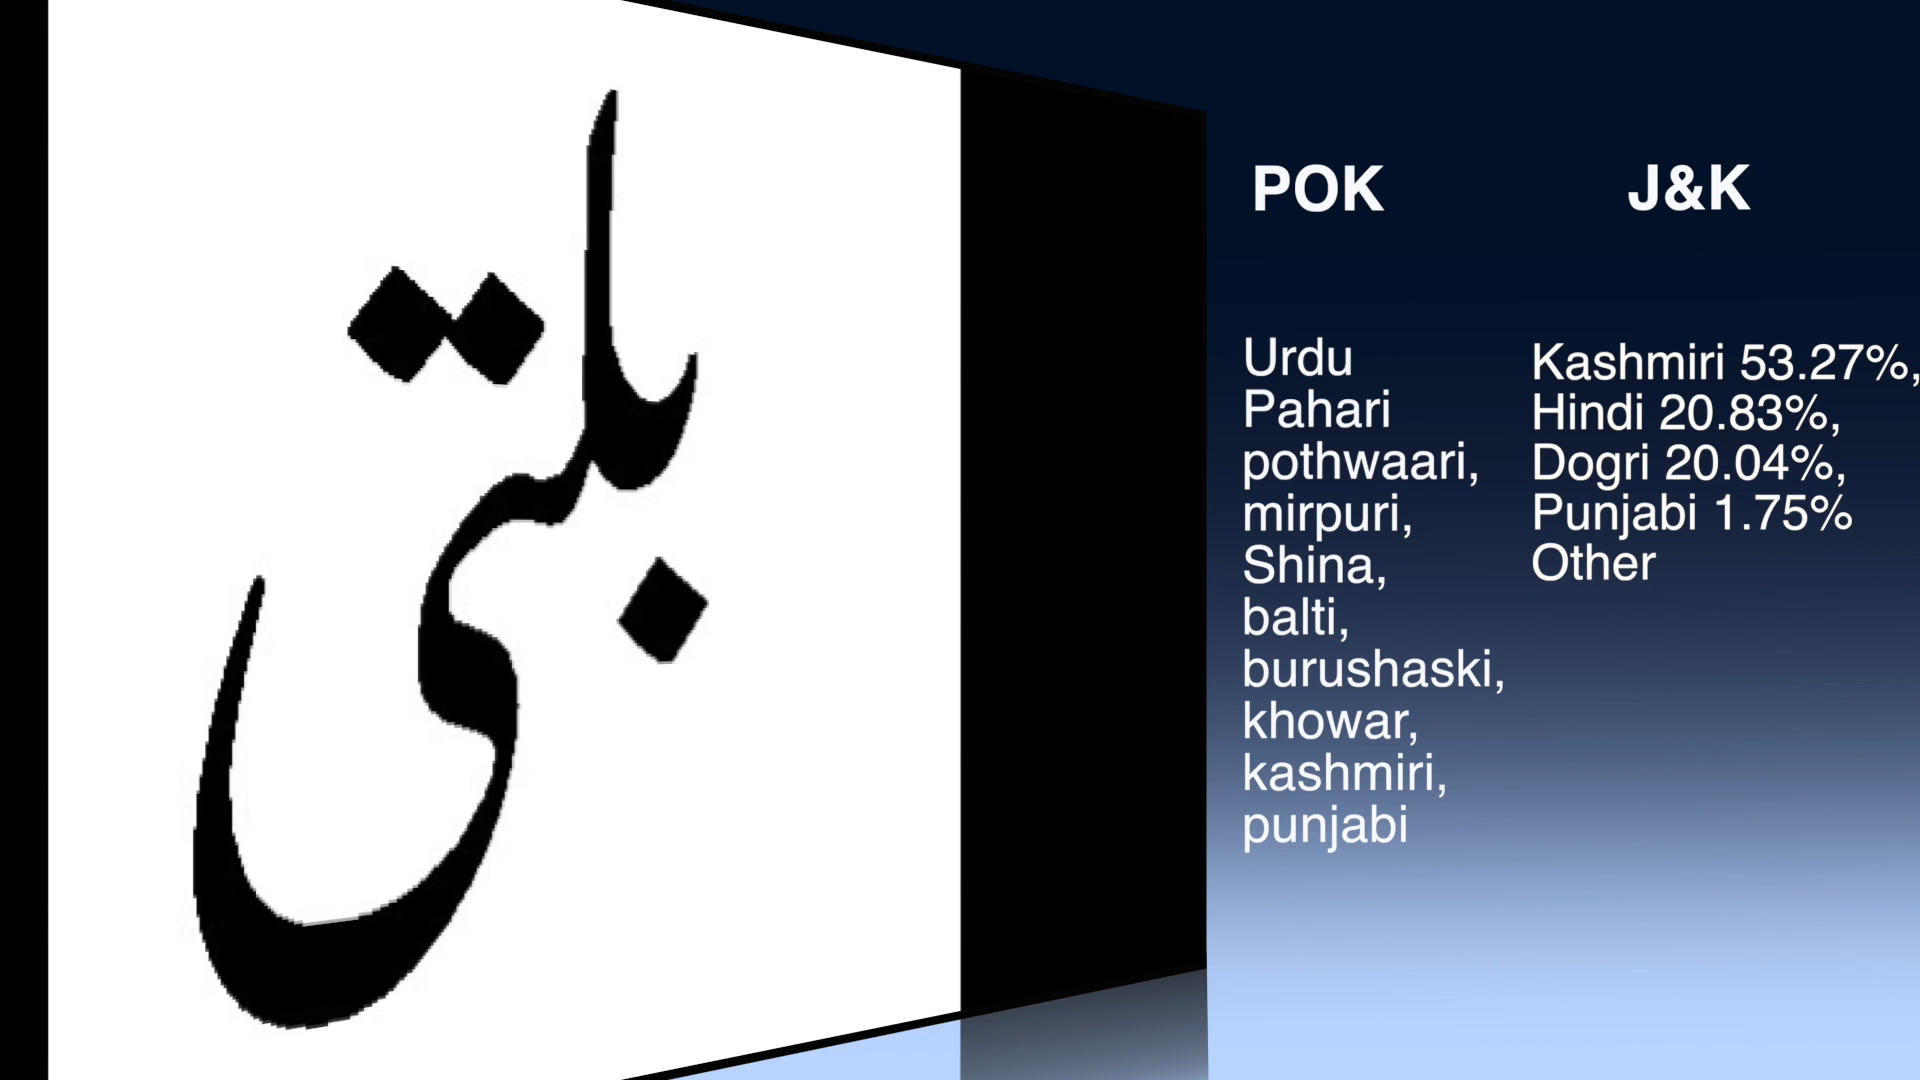 بلتی
POK
J&K
Urdu
Pahari
pothwaari,
mirpuri,
Shina,
balti,
burushaski,
khowar,
kashmiri,
punjabi
Kashmiri 53.27%,
Hindi 20.83%,
Dogri 20.04%,
Punjabi 1.75%
Other